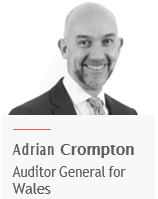 Adrian Crompton
Auditor General for
Wales